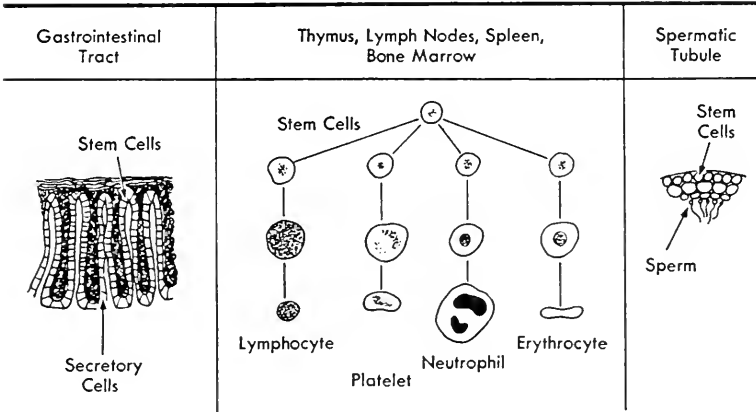 Gastrointestinal
Tract
Thymus, Lymph Nodes, Spleen,
Bone Marrow
Spermatic
Tubule
Stem Cells
Secretory
Cells
Stem Cells
Lymphocyte
Platelet
Neutrophil
Erythrocyte
Stem
Cells
Sperm